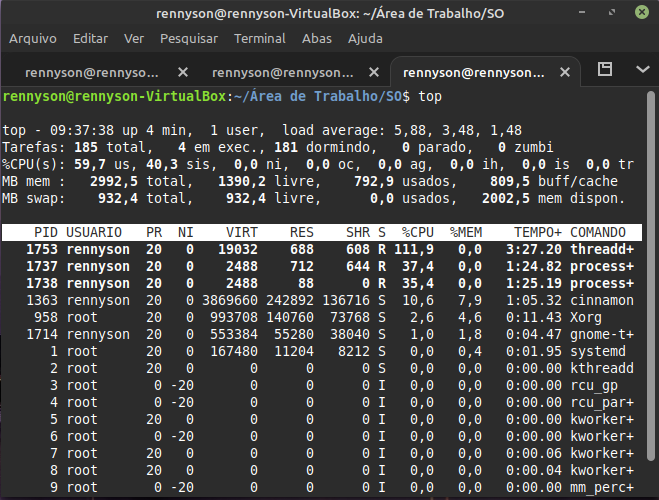 rennyson@rennyson-VirtualBox: ~/Área de Trabalho/SO
Arquivo Editar Ver Pesquisar Terminal Abas Ajuda
rennyson@rennyso... rennyson@rennyson... rennyson@rennyson...
rennyson@rennyson-VirtualBox:~/Área de Trabalho/SO$ top
top - 09:37:38 up 4 min,  1 user,  load average: 5,88, 3,48, 1,48
Tarefas: 185 total,   4 em exec., 181 dormindo,   0 parado,   0 zumbi
%CPU(s): 59,7 us, 40,3 sis,  0,0 ni,  0,0 oc,  0,0 ag,  0,0 ih,  0,0 is  0,0 tr
MB mem :   2992,5 total,   1390,2 livre,    792,9 usados,    809,5 buff/cache
MB swap:    932,4 total,    932,4 livre,      0,0 usados,   2002,5 mem dispon.
PID USUARIO   PR  NI    VIRT    RES    SHR S  %CPU  %MEM    TEMPO+ COMANDO
1753 rennyson  20   0   19032    688    608 R 111,9   0,0   3:27.20 threadd+
1737 rennyson  20   0    2488    712    644 R  37,4   0,0   1:24.82 process+
1738 rennyson  20   0    2488     88      0 R  35,4   0,0   1:25.19 process+
1363 rennyson  20   0 3869660 242892 136716 S  10,6   7,9   1:05.32 cinnamon
958 root      20   0  993708 140760  73768 S   2,6   4,6   0:11.43 Xorg
1714 rennyson  20   0  553384  55280  38040 S   1,0   1,8   0:04.47 gnome-t+
1 root      20   0  167480  11204   8212 S   0,0   0,4   0:01.95 systemd
2 root      20   0       0      0      0 S   0,0   0,0   0:00.00 kthreadd
3 root       0 -20       0      0      0 I   0,0   0,0   0:00.00 rcu_gp
4 root       0 -20       0      0      0 I   0,0   0,0   0:00.00 rcu_par+
5 root      20   0       0      0      0 I   0,0   0,0   0:00.00 kworker+
6 root       0 -20       0      0      0 I   0,0   0,0   0:00.00 kworker+
7 root      20   0       0      0      0 I   0,0   0,0   0:00.06 kworker+
8 root      20   0       0      0      0 I   0,0   0,0   0:00.04 kworker+
9 root       0 -20       0      0      0 I   0,0   0,0   0:00.00 mm_perc+